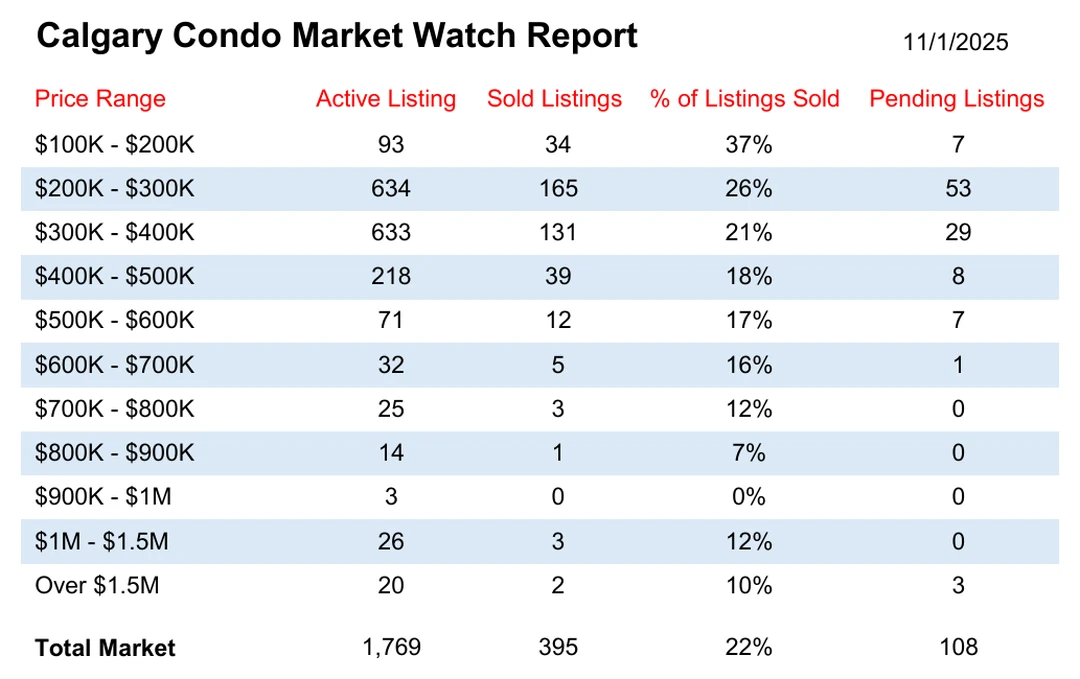 Calgary Condo Market Watch Report 11/1/2025
Price Range Active Listing Sold Listings % of Listings Sold Pending Listings
$100K - $200K 93 34 37% 7
$200K - $300K 634 165 26% 53
$300K - $400K 633 131 21% 29
$400K - $500K 218 39 18% 8
$500K - $600K 71 12 17% 7
$600K - $700K 32 5 16% 1
$700K - $800K 25 3 12% 0
$800K - $900K 14 1 7% 0
$900K - $1M 3 0 0% 0
$1M - $1.5M 26 3 12% 0
Over $1.5M 20 2 10% 3
Total Market 1,769 395 22% 108